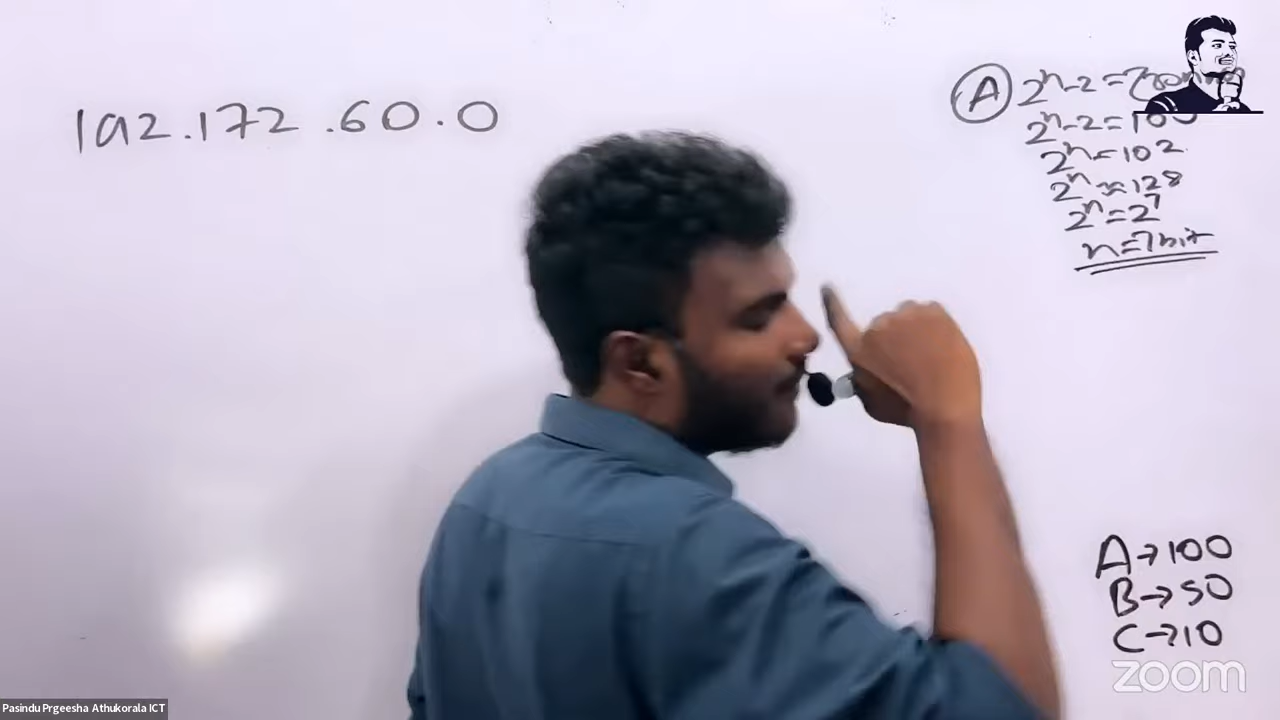 192.172.60.0
A 2ⁿ-2=
2ⁿ-2=100
2ⁿ=102
2ⁿ≈128
2ⁿ=2⁷
n=7bit
A→100
B→50
C→10
zoom
Pasindu Prgeesha Athukorala ICT